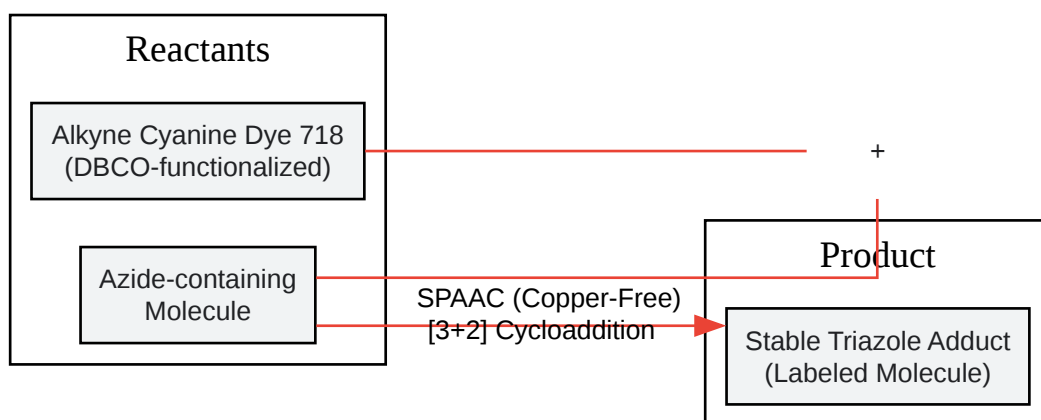 Reactants
Alkyne Cyanine Dye 718
(DBCO-functionalized)
+
Azide-containing
Molecule
SPAAC (Copper-Free)
[3+2] Cycloaddition
Product
Stable Triazole Adduct
(Labeled Molecule)